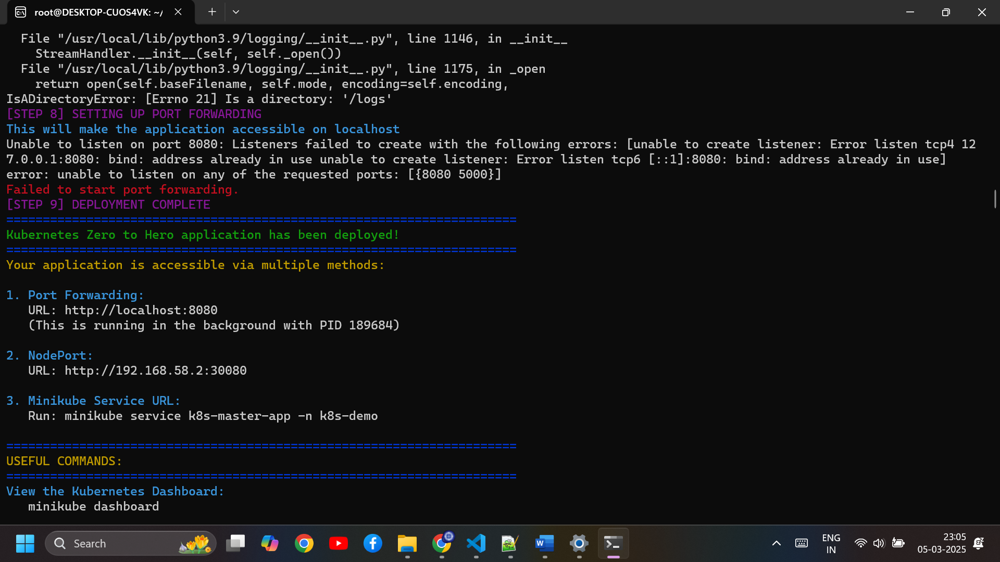 root@DESKTOP-CUOS4VK: ~/
File "/usr/local/lib/python3.9/logging/__init__.py", line 1146, in __init__
StreamHandler.__init__(self, self._open())
File "/usr/local/lib/python3.9/logging/__init__.py", line 1175, in _open
return open(self.baseFilename, self.mode, encoding=self.encoding,
IsADirectoryError: [Errno 21] Is a directory: '/logs'
[STEP 8] SETTING UP PORT FORWARDING
This will make the application accessible on localhost
Unable to listen on port 8080: Listeners failed to create with the following errors: [unable to create listener: Error listen tcp4 12
7.0.0.1:8080: bind: address already in use unable to create listener: Error listen tcp6 [::1]:8080: bind: address already in use]
error: unable to listen on any of the requested ports: [{8080 5000}]
Failed to start port forwarding.
[STEP 9] DEPLOYMENT COMPLETE
======================================================================
Kubernetes Zero to Hero application has been deployed!
======================================================================
Your application is accessible via multiple methods:
1. Port Forwarding:
URL: http://localhost:8080
(This is running in the background with PID 189684)
2. NodePort:
URL: http://192.168.58.2:30080
3. Minikube Service URL:
Run: minikube service k8s-master-app -n k8s-demo
======================================================================
USEFUL COMMANDS:
======================================================================
View the Kubernetes Dashboard:
minikube dashboard
Search
ENG
IN
23:05
05-03-2025